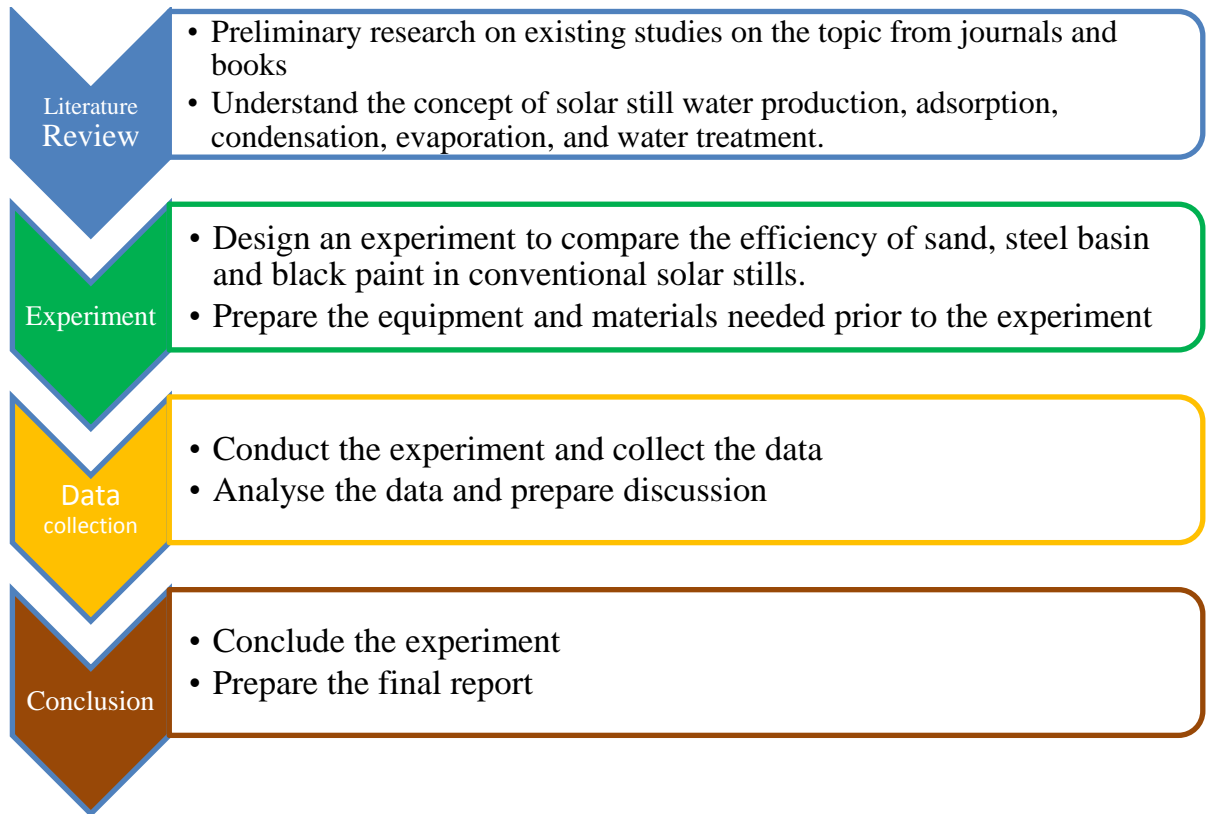 Literature
Review
• Preliminary research on existing studies on the topic from journals and
books
• Understand the concept of solar still water production, adsorption,
condensation, evaporation, and water treatment.
Experiment
• Design an experiment to compare the efficiency of sand, steel basin
and black paint in conventional solar stills.
• Prepare the equipment and materials needed prior to the experiment
Data
collection
• Conduct the experiment and collect the data
• Analyse the data and prepare discussion
Conclusion
• Conclude the experiment
• Prepare the final report